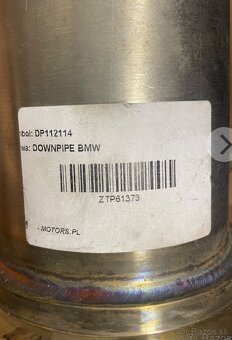 mbol: DP112114
wa: DOWNPIPE BMW
ZTP61373
- MOTORS.PL